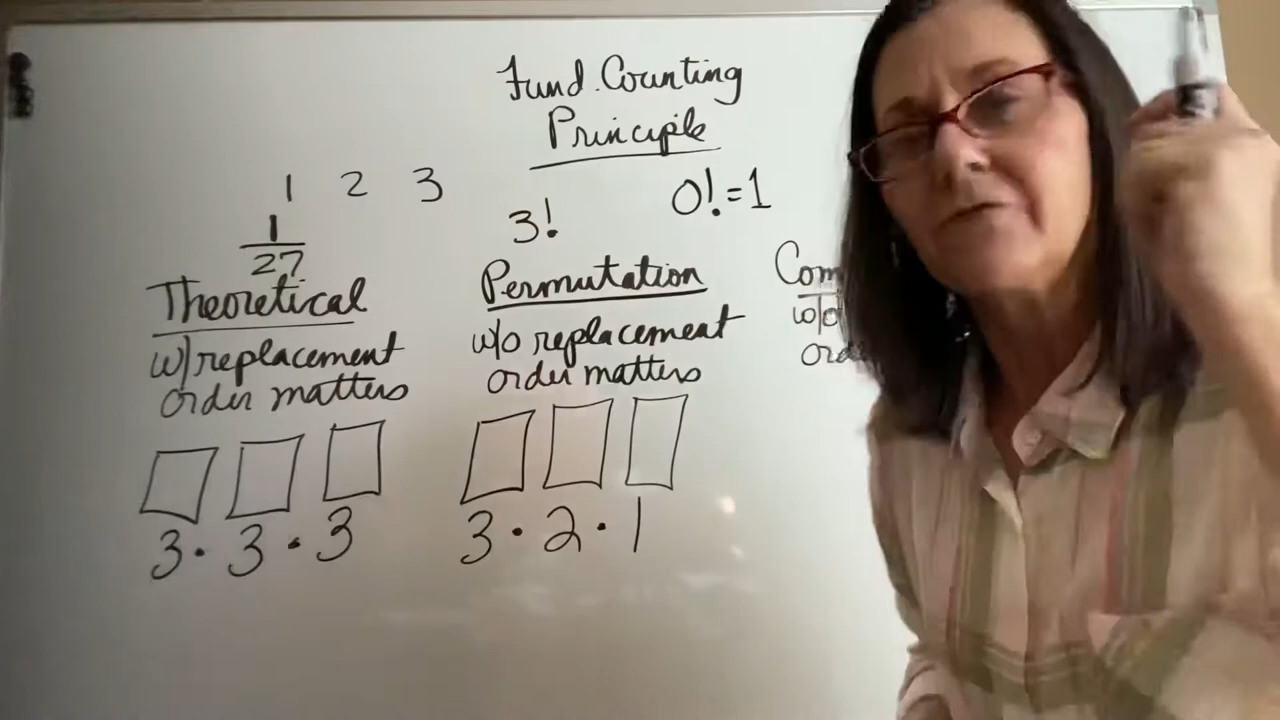 Fund. Counting
Principle
1 2 3
3!
0! = 1
1
27
Theoretical
w/replacement
order matters
3 · 3 · 3
Permutation
w/o replacement
order matters
3 · 2 · 1